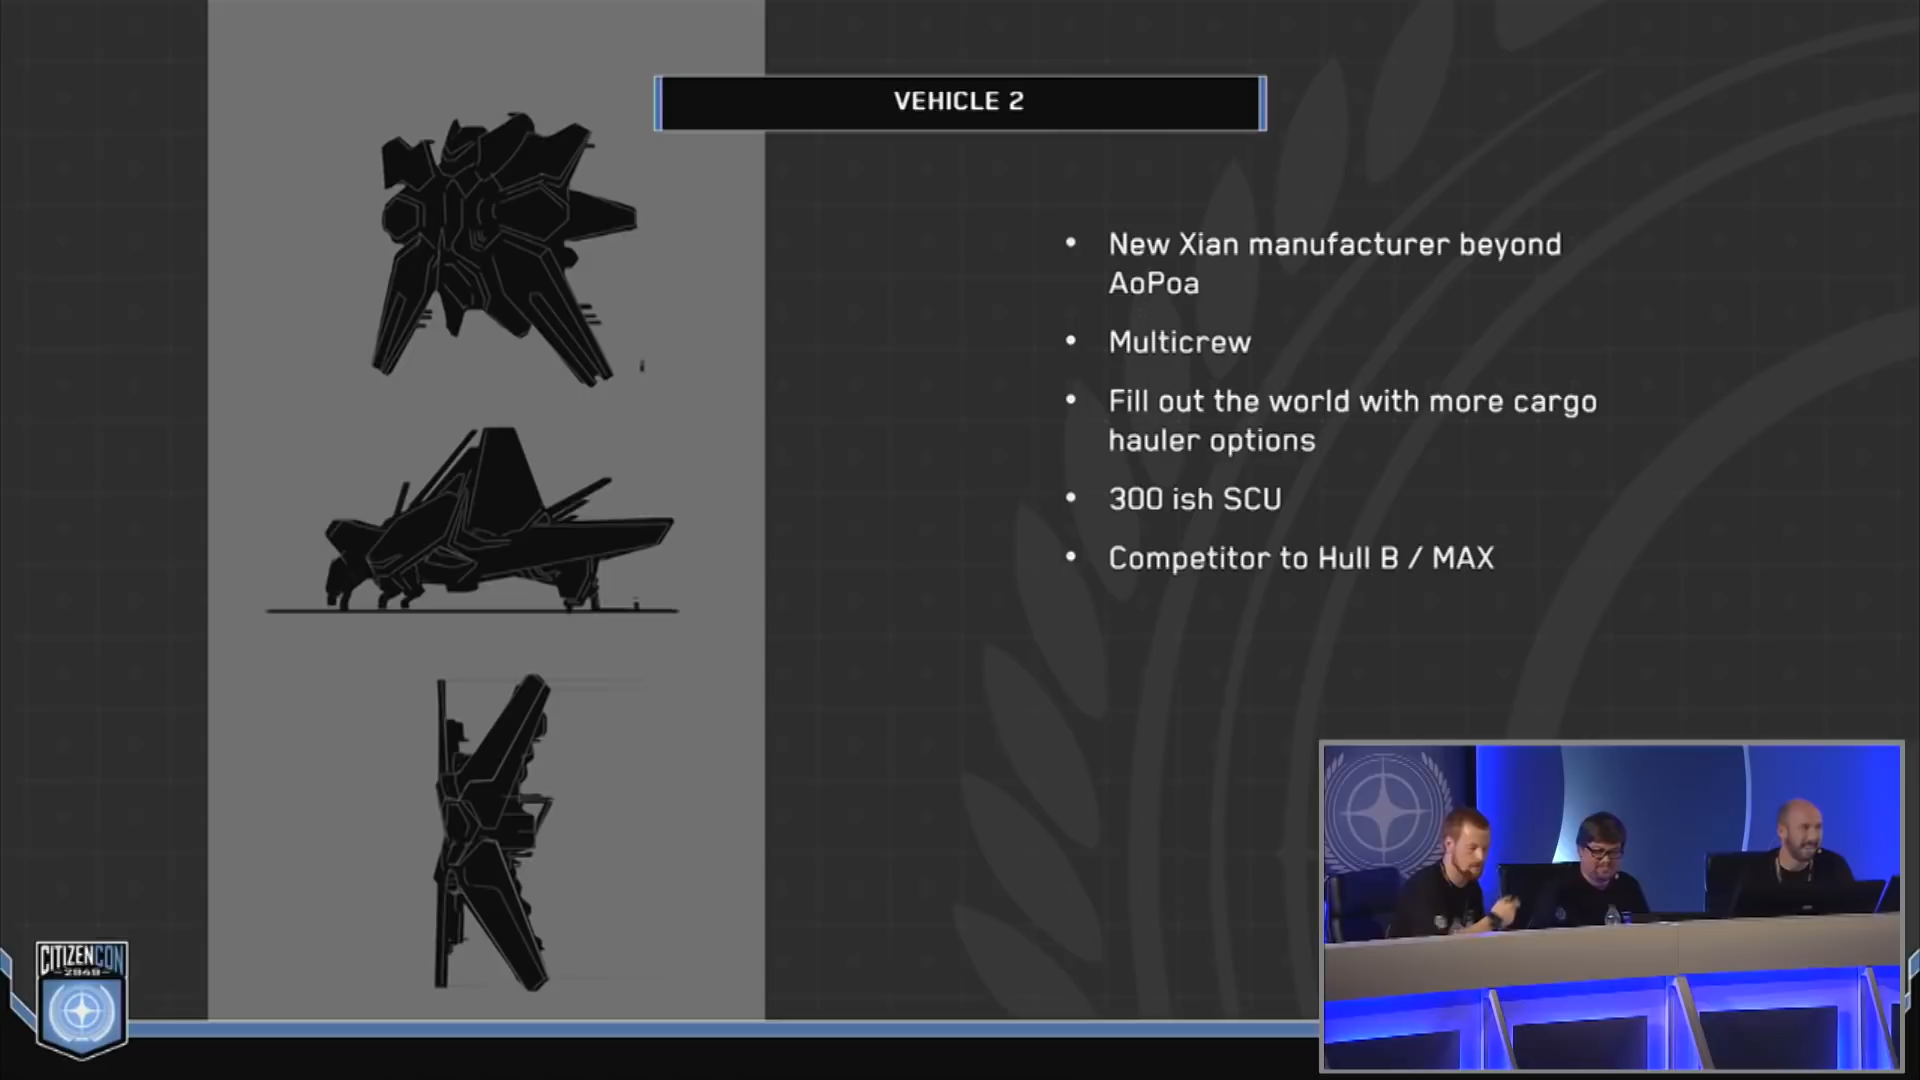 VEHICLE 2
• New Xian manufacturer beyond
AoPoa
• Multicrew
• Fill out the world with more cargo
hauler options
• 300 ish SCU
• Competitor to Hull B / MAX
CITIZENCON
2949